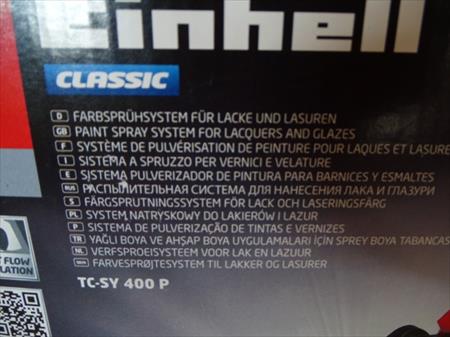 Einhell
CLASSIC
D FARBSPRÜHSYSTEM FÜR LACKE UND LASUREN
GB PAINT SPRAY SYSTEM FOR LACQUERS AND GLAZES
F SYSTÈME DE PULVÉRISATION DE PEINTURE POUR LAQUES ET LASURE
I SISTEMA A SPRUZZO PER VERNICI E VELATURE
E SISTEMA PULVERIZADOR DE PINTURA PARA BARNICES Y ESMALTES
RUS РАСПЫЛИТЕЛЬНАЯ СИСТЕМА ДЛЯ НАНЕСЕНИЯ ЛАКА И ГЛАЗУРИ
S FÄRGSPRUTNINGSSYSTEM FÖR LACK OCH LASERINGSFÄRG
PL SYSTEM NATRYSKOWY DO LAKIERÓW I LAZUR
P SISTEMA DE PULVERIZAÇÃO DE TINTAS E VERNIZES
TR YAĞLI BOYA VE AHŞAP BOYA UYGULAMALARI İÇİN SPREY BOYA TABANCAS
NL VERFSPROEISYSTEEM VOOR LAK EN LAZUUR
FARVESPRØJTESYSTEM TIL LAKKER OG LASURER
TC-SY 400 P
FLOW
LATION